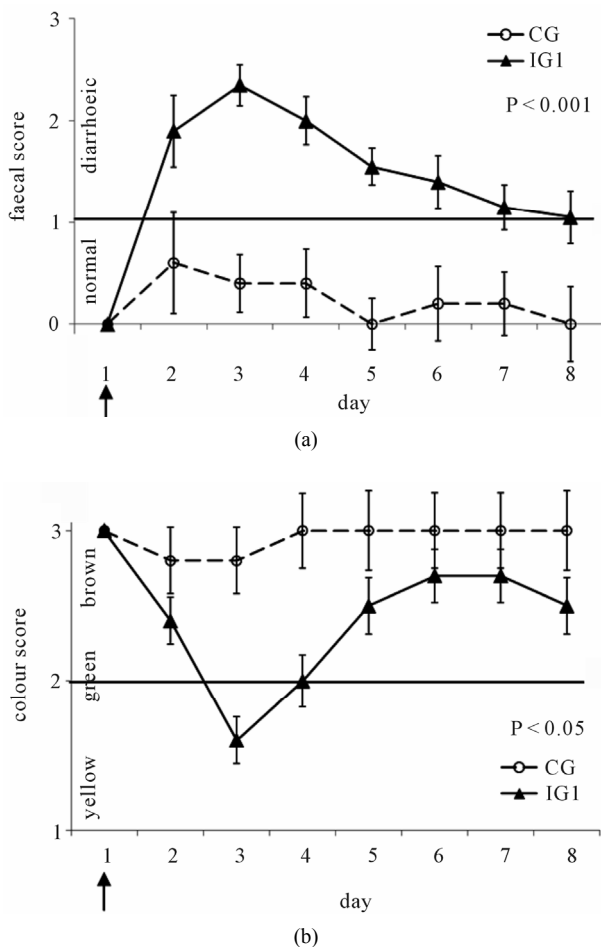 3
2
1
0
faecal score
diarrhoeic
normal
CG
IG1
P < 0.001
1 2 3 4 5 6 7 8
day
(a)
3
2
1
colour score
brown
green
yellow
P < 0.05
CG
IG1
1 2 3 4 5 6 7 8
day
(b)